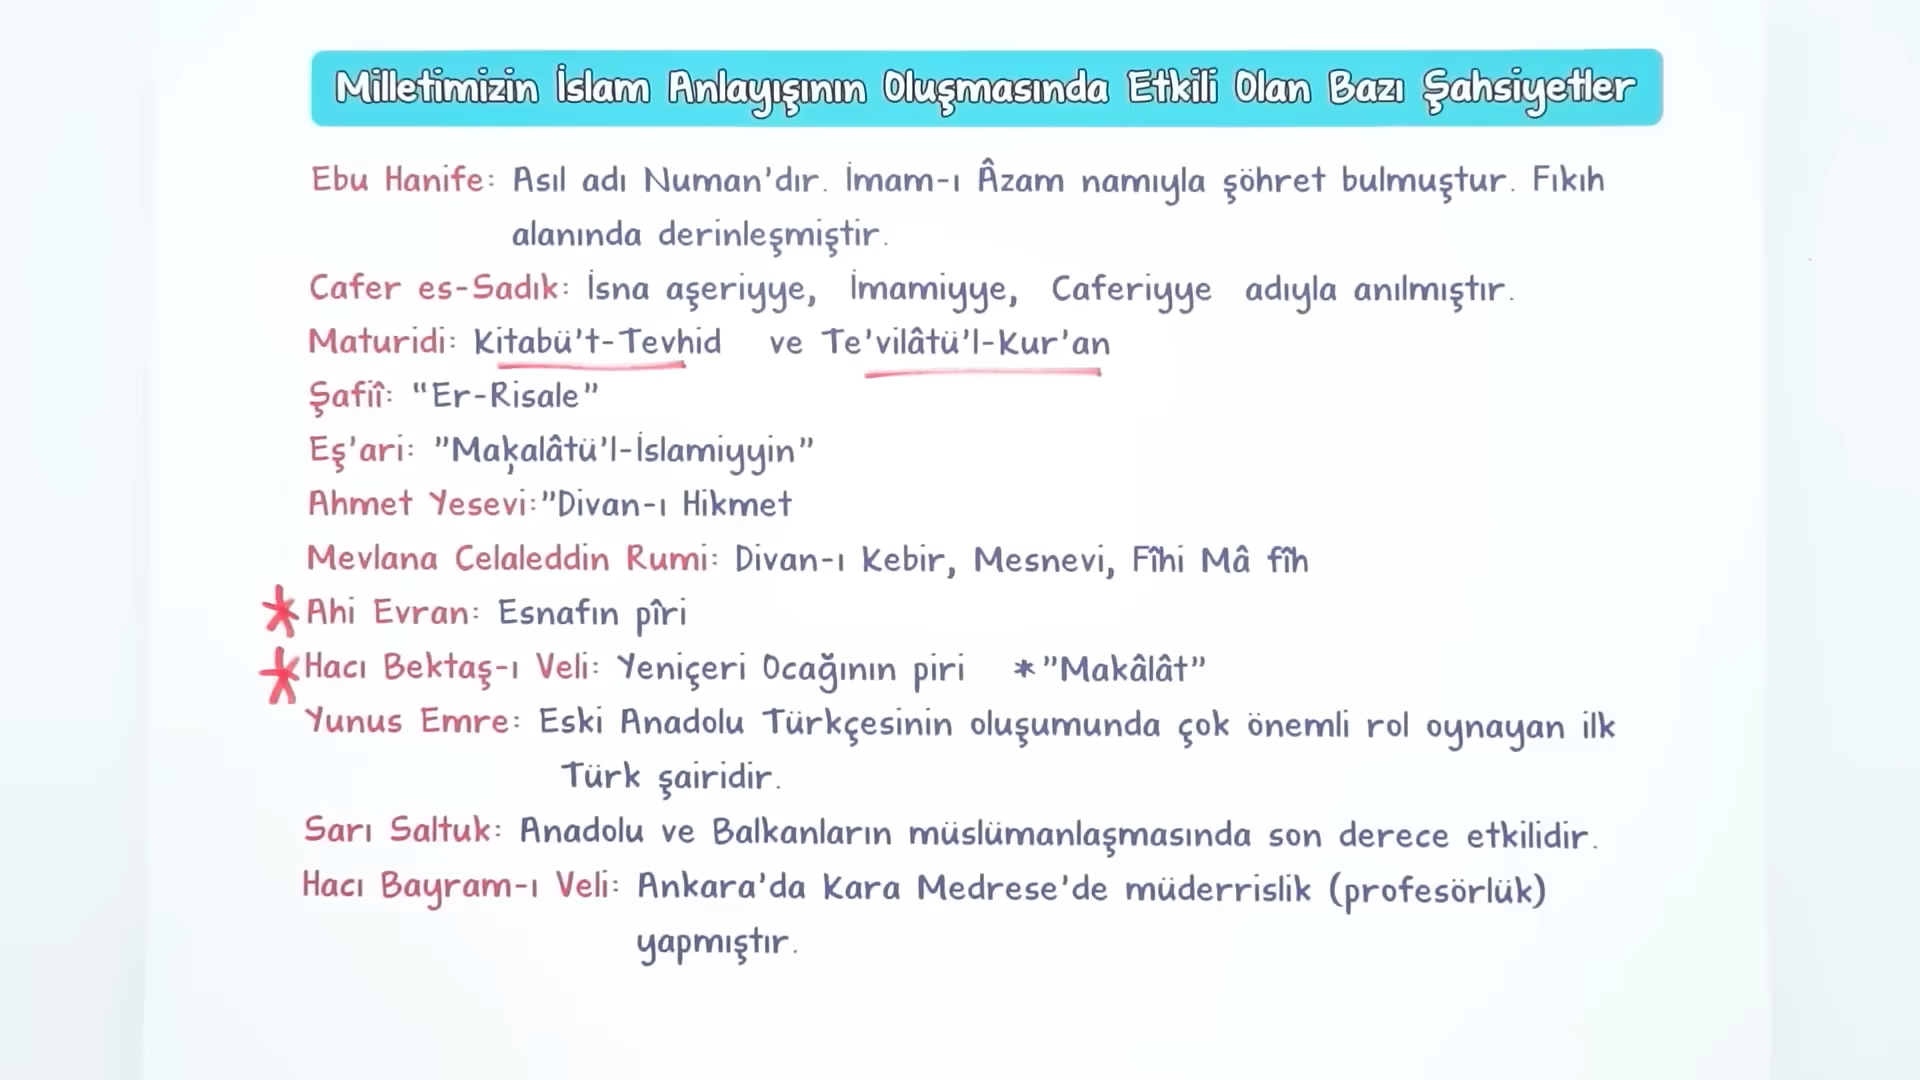 Milletimizin İslam Anlayışının Oluşmasında Etkili Olan Bazı Şahsiyetler
Ebu Hanife: Asıl adı Numan'dır. İmam-ı Âzam namıyla şöhret bulmuştur. Fıkıh
alanında derinleşmiştir.
Cafer es-Sadık: İsna aşeriyye, İmamiyye, Caferiyye adıyla anılmıştır.
Maturidi: Kitabü't-Tevhid ve Te'vilâtü'l-Kur'an
Şafiî: "Er-Risale"
Eş'ari: "Maķalâtü'l-İslamiyyin"
Ahmet Yesevi:"Divan-ı Hikmet
Mevlana Celaleddin Rumi: Divan-ı Kebir, Mesnevi, Fîhi Mâ fîh
* Ahi Evran: Esnafın pîri
* Hacı Bektaş-ı Veli: Yeniçeri Ocağının piri *"Makâlât"
Yunus Emre: Eski Anadolu Türkçesinin oluşumunda çok önemli rol oynayan ilk
Türk şairidir.
Sarı Saltuk: Anadolu ve Balkanların müslümanlaşmasında son derece etkilidir.
Hacı Bayram-ı Veli: Ankara'da Kara Medrese'de müderrislik (profesörlük)
yapmıştır.